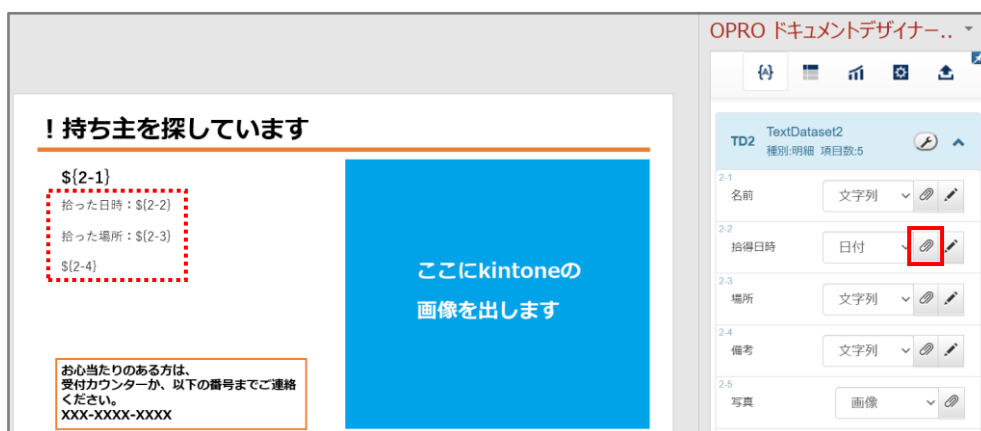 OPRO ドキュメントデザイナー..
{A}
！持ち主を探しています
${2-1}
拾った日時：${2-2}
拾った場所：${2-3}
${2-4}
ここにkintoneの
画像を出します
お心当たりのある方は、
受付カウンターか、以下の番号までご連絡
ください。
XXX-XXXX-XXXX
TD2
TextDataset2
種別:明細 項目数:5
2-1
名前
文字列
2-2
拾得日時
日付
2-3
場所
文字列
2-4
備考
文字列
2-5
写真
画像